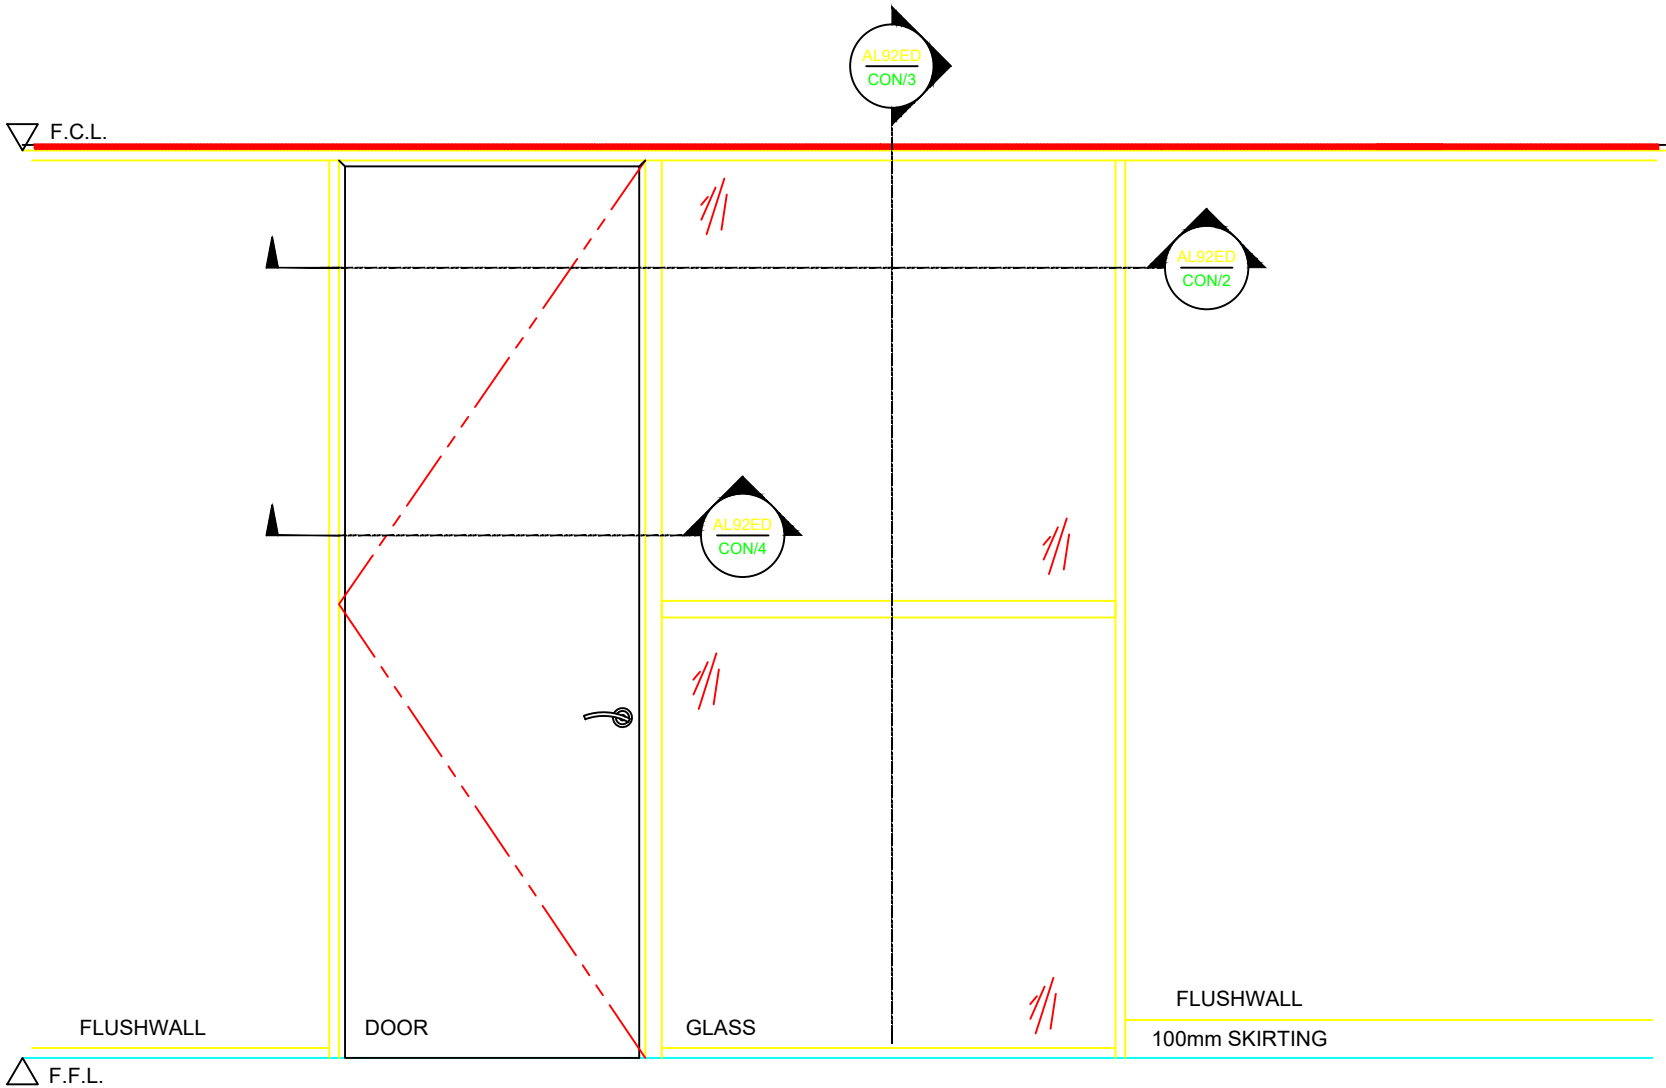 AL92ED
CON/3
F.C.L.
AL92ED
CON/2
AL92ED
CON/4
FLUSHWALL
FLUSHWALL
DOOR
GLASS
100mm SKIRTING
F.F.L.